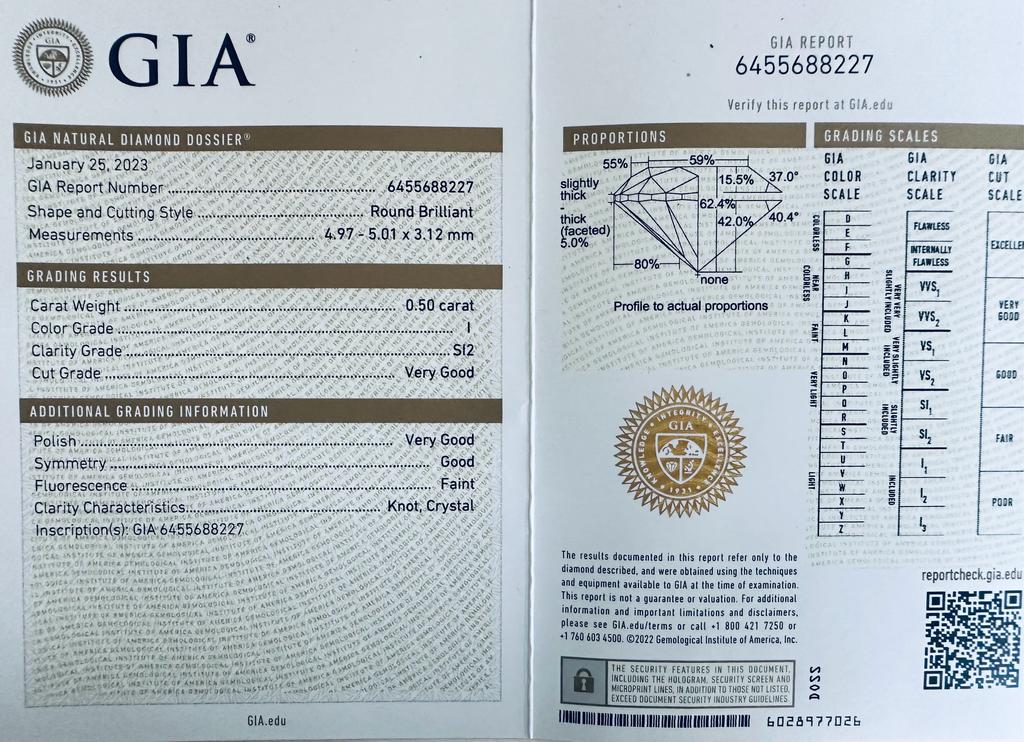 GIA®
GIA NATURAL DIAMOND DOSSIER®
January 25, 2023
GIA Report Number 6455688227
Shape and Cutting Style Round Brilliant
Measurements 4.97 - 5.01 x 3.12 mm
GRADING RESULTS
Carat Weight 0.50 carat
Color Grade I
Clarity Grade SI2
Cut Grade Very Good
ADDITIONAL GRADING INFORMATION
Polish Very Good
Symmetry Good
Fluorescence Faint
Clarity Characteristics Knot, Crystal
Inscription(s): GIA 6455688227
GIA.edu
GIA REPORT
6455688227
Verify this report at GIA.edu
PROPORTIONS
55% 59%
15.5% 37.0°
slightly
thick
-
thick
(faceted)
5.0%
62.4%
42.0% 40.4°
80%
none
Profile to actual proportions
KNOWLEDGE INTEGRITY EXCELLENCE
GIA
1931
The results documented in this report refer only to the
diamond described, and were obtained using the techniques
and equipment available to GIA at the time of examination.
This report is not a guarantee or valuation. For additional
information and important limitations and disclaimers,
please see GIA.edu/terms or call +1 800 421 7250 or
+1 760 603 4500. ©2022 Gemological Institute of America, Inc.
THE SECURITY FEATURES IN THIS DOCUMENT,
INCLUDING THE HOLOGRAM, SECURITY SCREEN AND
MICROPRINT LINES, IN ADDITION TO THOSE NOT LISTED,
EXCEED DOCUMENT SECURITY INDUSTRY GUIDELINES.
DOS2
6028977026
GRADING SCALES
GIA
COLOR
SCALE
COLORLESS
D
E
F
NEAR COLORLESS
G
H
I
J
FAINT
K
L
M
VERY LIGHT
N
O
P
Q
R
LIGHT
S
T
U
V
W
X
Y
Z
GIA
CLARITY
SCALE
FLAWLESS
INTERNALLY
FLAWLESS
VERY VERY
SLIGHTLY INCLUDED
VVS1
VVS2
VERY SLIGHTLY
INCLUDED
VS1
VS2
SLIGHTLY
INCLUDED
SI1
SI2
INCLUDED
I1
I2
I3
GIA
CUT
SCALE
EXCELLEN
VERY
GOOD
GOOD
FAIR
POOR
reportcheck.gia.edu